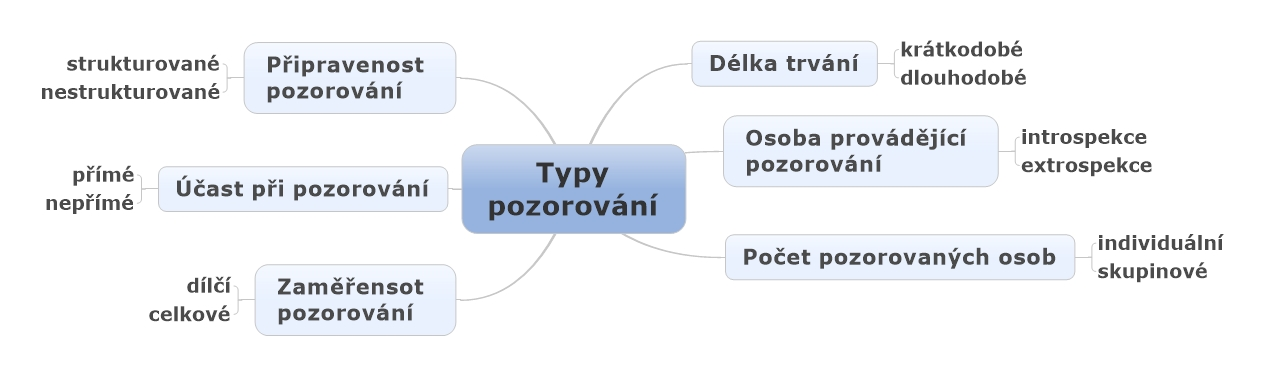 Typy
pozorování
Připravenost
pozorování
strukturované
nestrukturované
Účast při pozorování
přímé
nepřímé
Zaměřensot
pozorování
dílčí
celkové
Délka trvání
krátkodobé
dlouhodobé
Osoba provádějící
pozorování
introspekce
extrospekce
Počet pozorovaných osob
individuální
skupinové